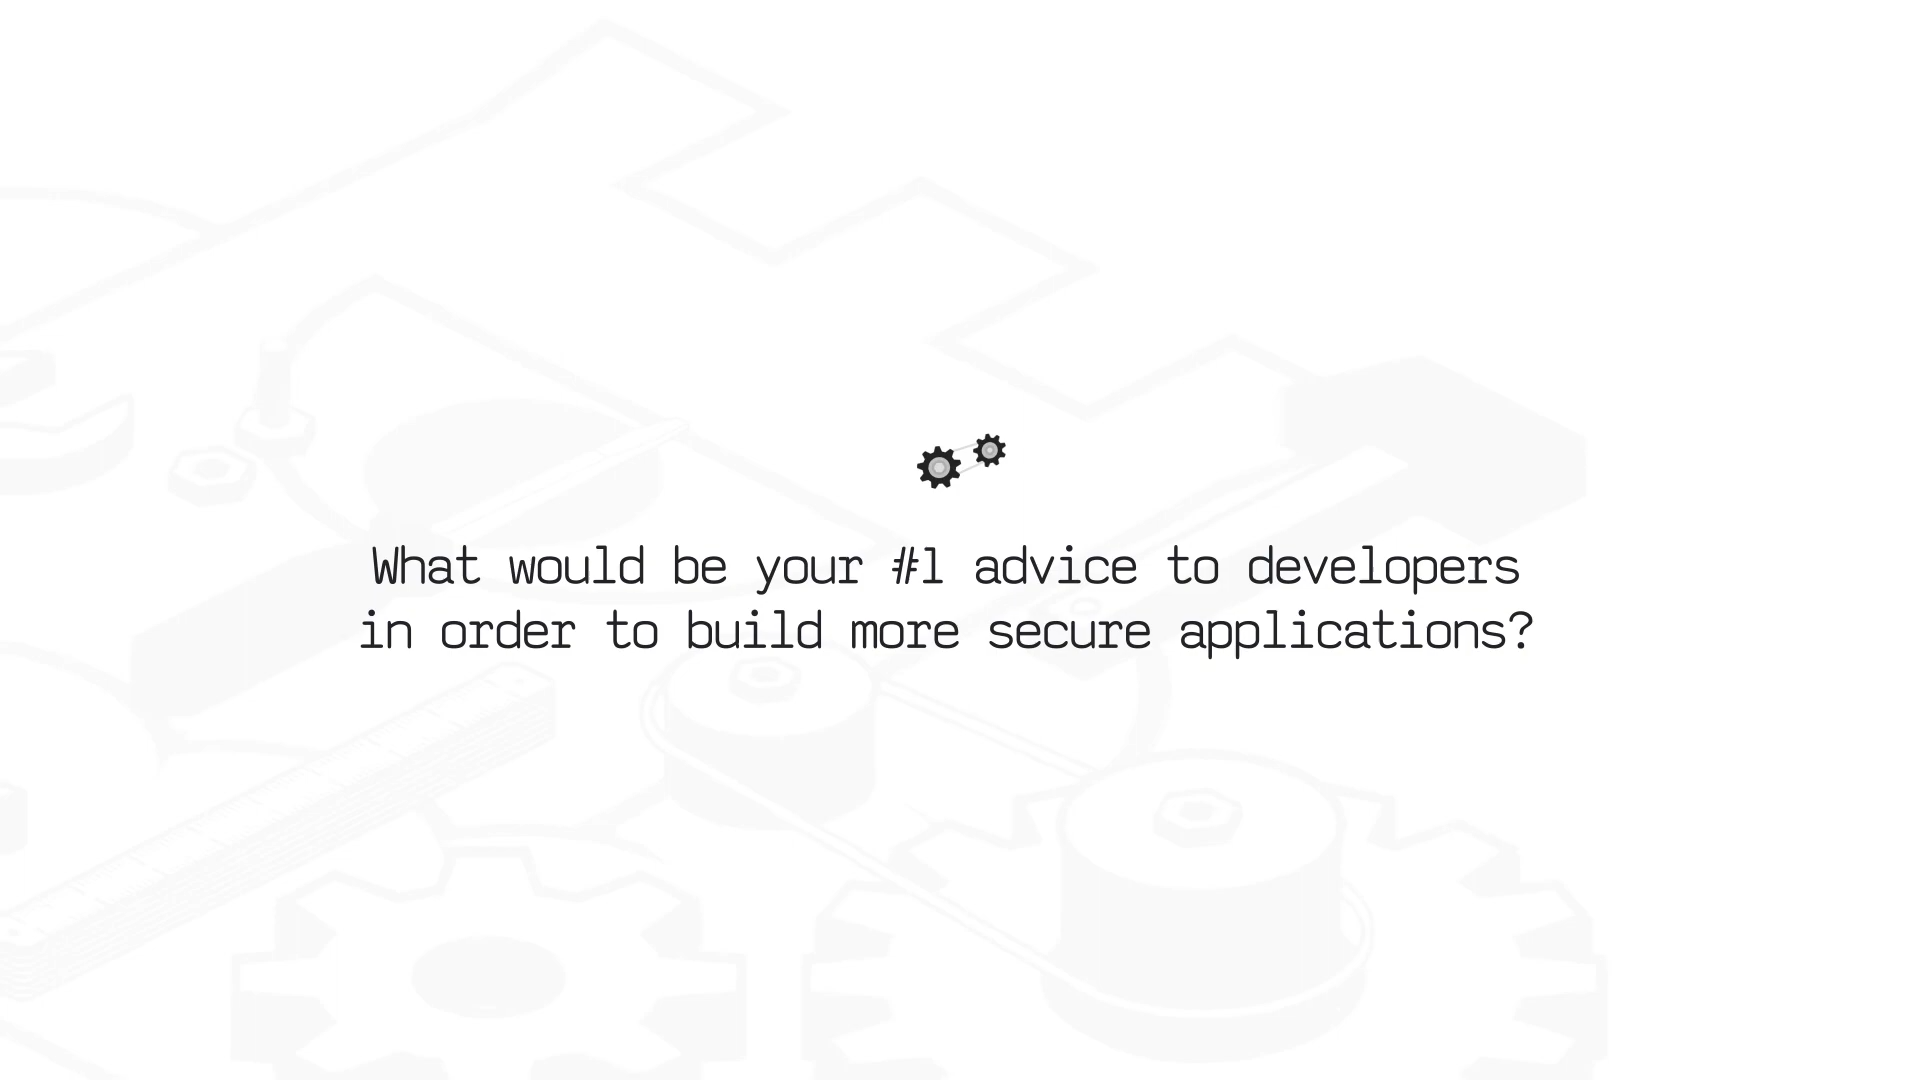 What would be your #1 advice to developers
in order to build more secure applications?